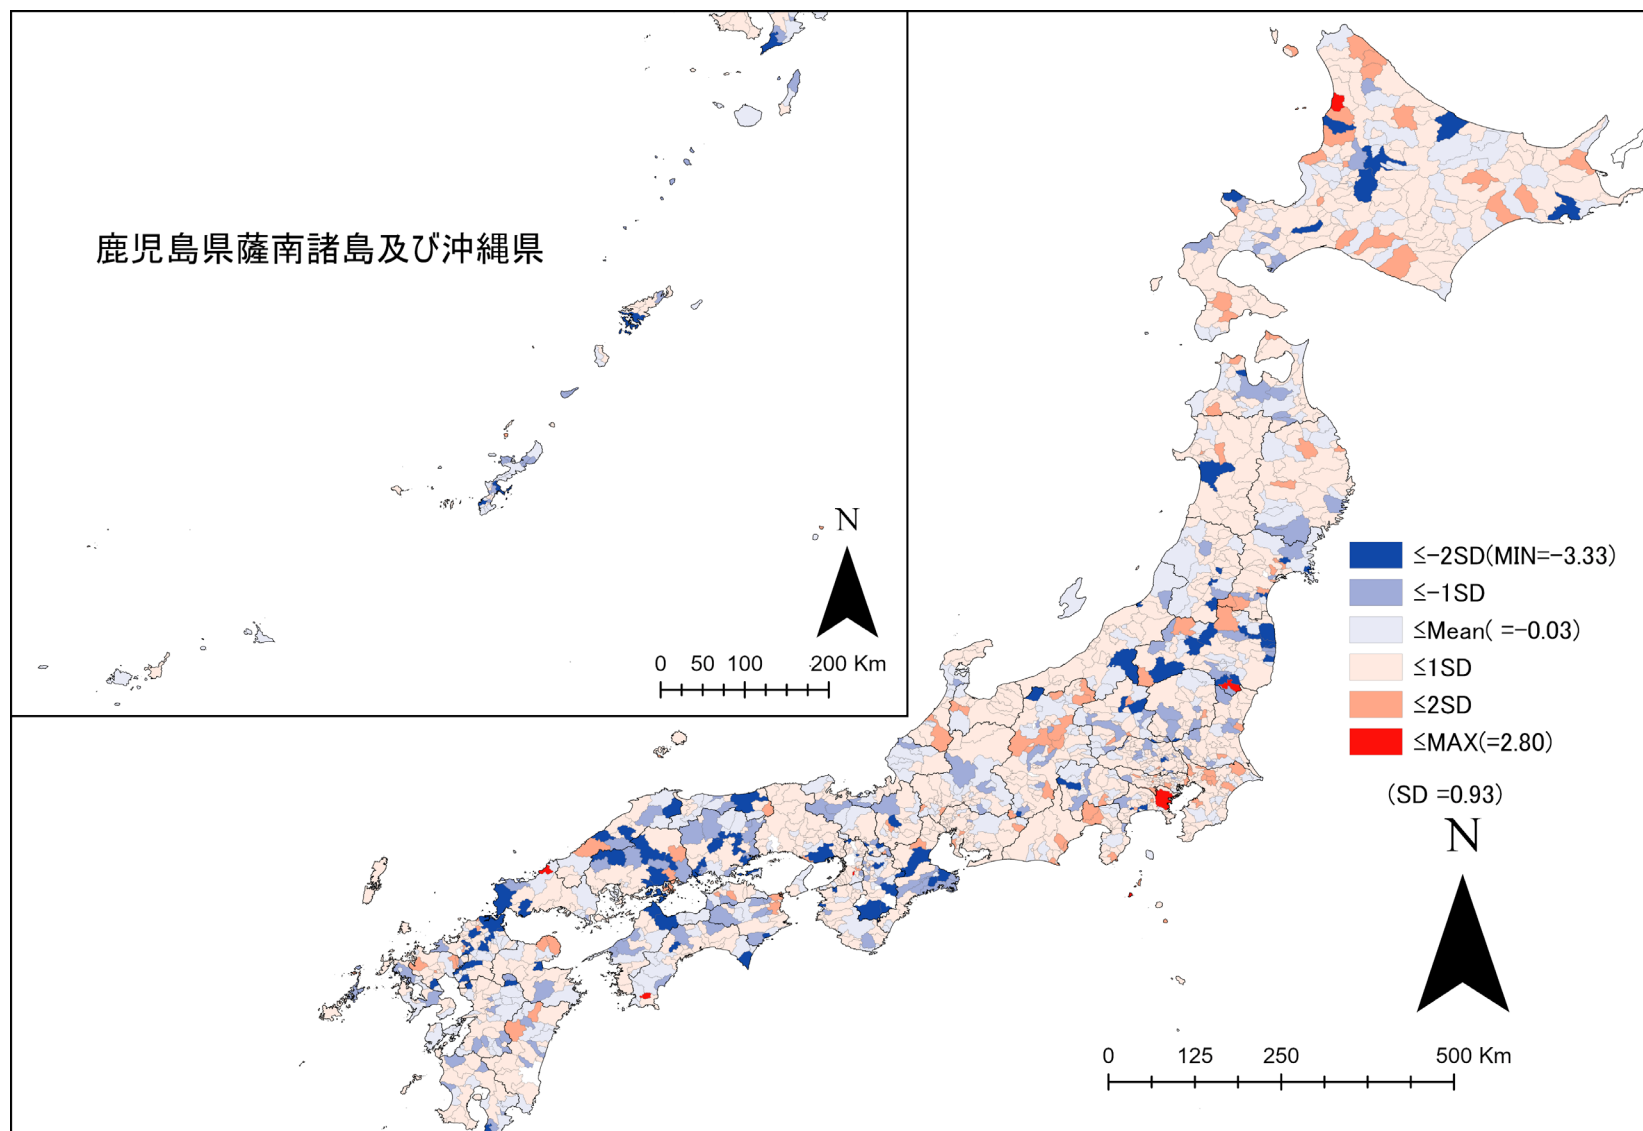 鹿児島県薩南諸島及び沖縄県
N
0 50 100 200 Km
≤-2SD(MIN=-3.33)
≤-1SD
≤Mean( =-0.03)
≤1SD
≤2SD
≤MAX(=2.80)
(SD =0.93)
N
0 125 250 500 Km